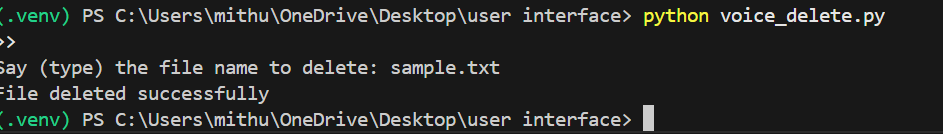 (.venv) PS C:\Users\mithu\OneDrive\Desktop\user interface> python voice_delete.py
>>
Say (type) the file name to delete: sample.txt
File deleted successfully
(.venv) PS C:\Users\mithu\OneDrive\Desktop\user interface>